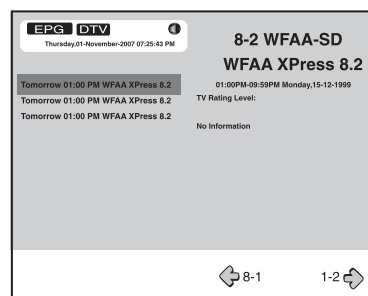 EPG DTV
Thursday,01-November-2007 07:25:43 PM
Tomorrow 01:00 PM WFAA XPress 8.2
Tomorrow 01:00 PM WFAA XPress 8.2
Tomorrow 01:00 PM WFAA XPress 8.2
8-2 WFAA-SD
WFAA XPress 8.2
01:00PM-09:59PM Monday,15-12-1999
TV Rating Level:
No Information
8-1 1-2